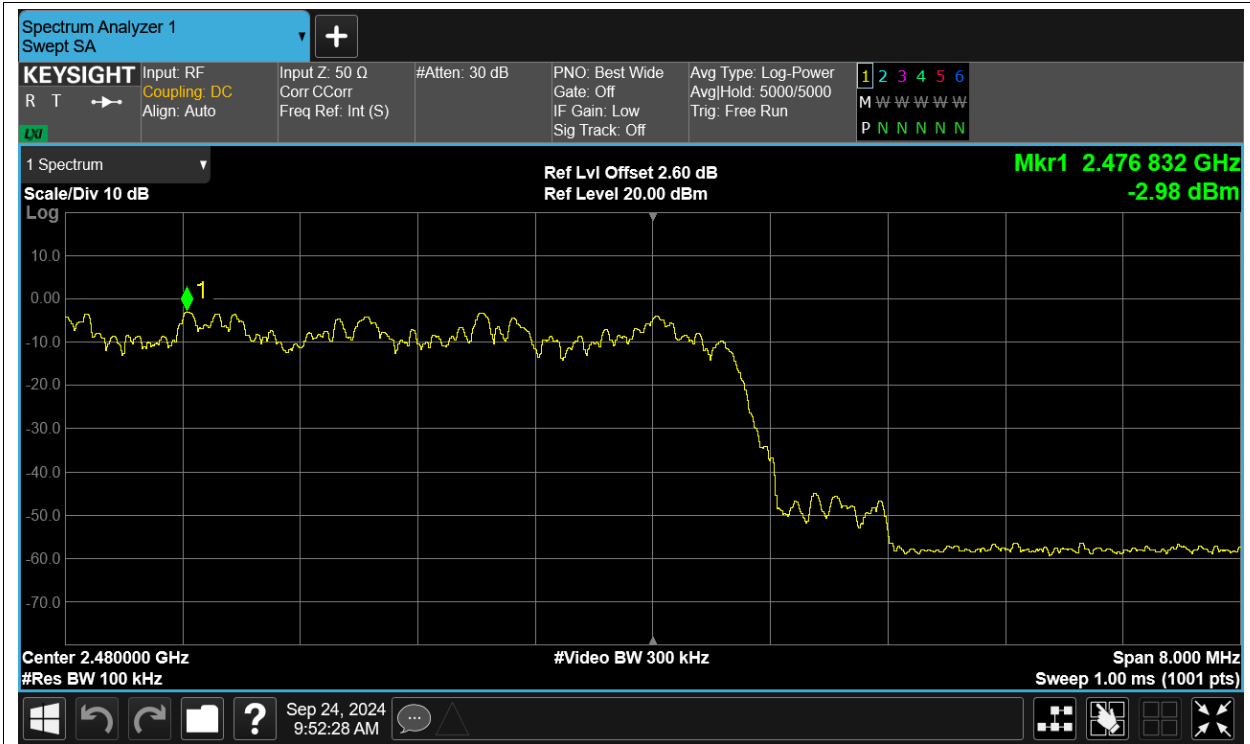 Spectrum Analyzer 1
Swept SA
KEYSIGHT
R T
LXI
Input: RF
Coupling: DC
Align: Auto
Input Z: 50 Ω
Corr CCorr
Freq Ref: Int (S)
#Atten: 30 dB
PNO: Best Wide
Gate: Off
IF Gain: Low
Sig Track: Off
Avg Type: Log-Power
Avg|Hold: 5000/5000
Trig: Free Run
1 2 3 4 5 6
M W W W W W
P N N N N N
1 Spectrum
Scale/Div 10 dB
Log
Ref Lvl Offset 2.60 dB
Ref Level 20.00 dBm
Mkr1 2.476 832 GHz
-2.98 dBm
10.0
0.00
1
-10.0
-20.0
-30.0
-40.0
-50.0
-60.0
-70.0
Center 2.480000 GHz
#Video BW 300 kHz
Span 8.000 MHz
#Res BW 100 kHz
Sweep 1.00 ms (1001 pts)
?
Sep 24, 2024
9:52:28 AM